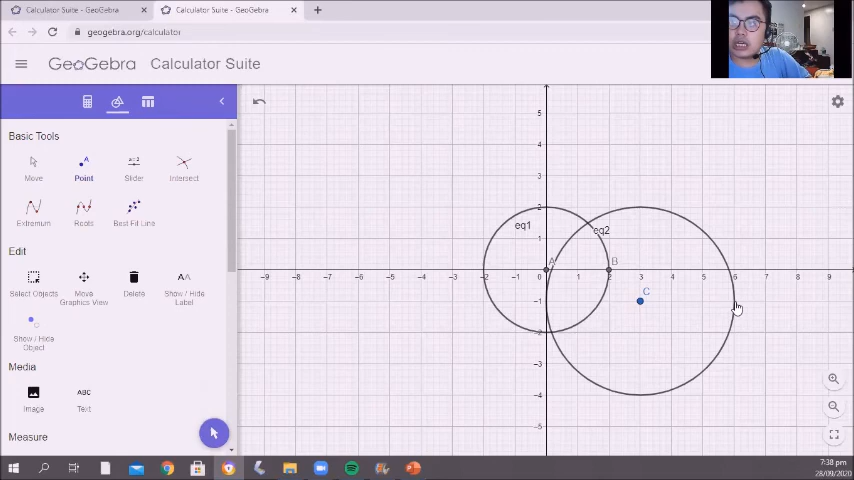 Calculator Suite - GeoGebra
Calculator Suite - GeoGebra
geogebra.org/calculator
GeoGebra Calculator Suite
Basic Tools
Move
Point
Slider
Intersect
Extremum
Roots
Best Fit Line
Edit
Select Objects
Move Graphics View
Delete
Show / Hide Label
Show / Hide Object
Media
Image
ABC
Text
Measure
5
4
3
2
1
eq1
eq2
A
B
C
-9 -8 -7 -6 -5 -4 -3 -2 -1 0 1 2 3 4 5 6 7 8 9
-1
-2
-3
-4
-5
7:38 pm
28/09/2020